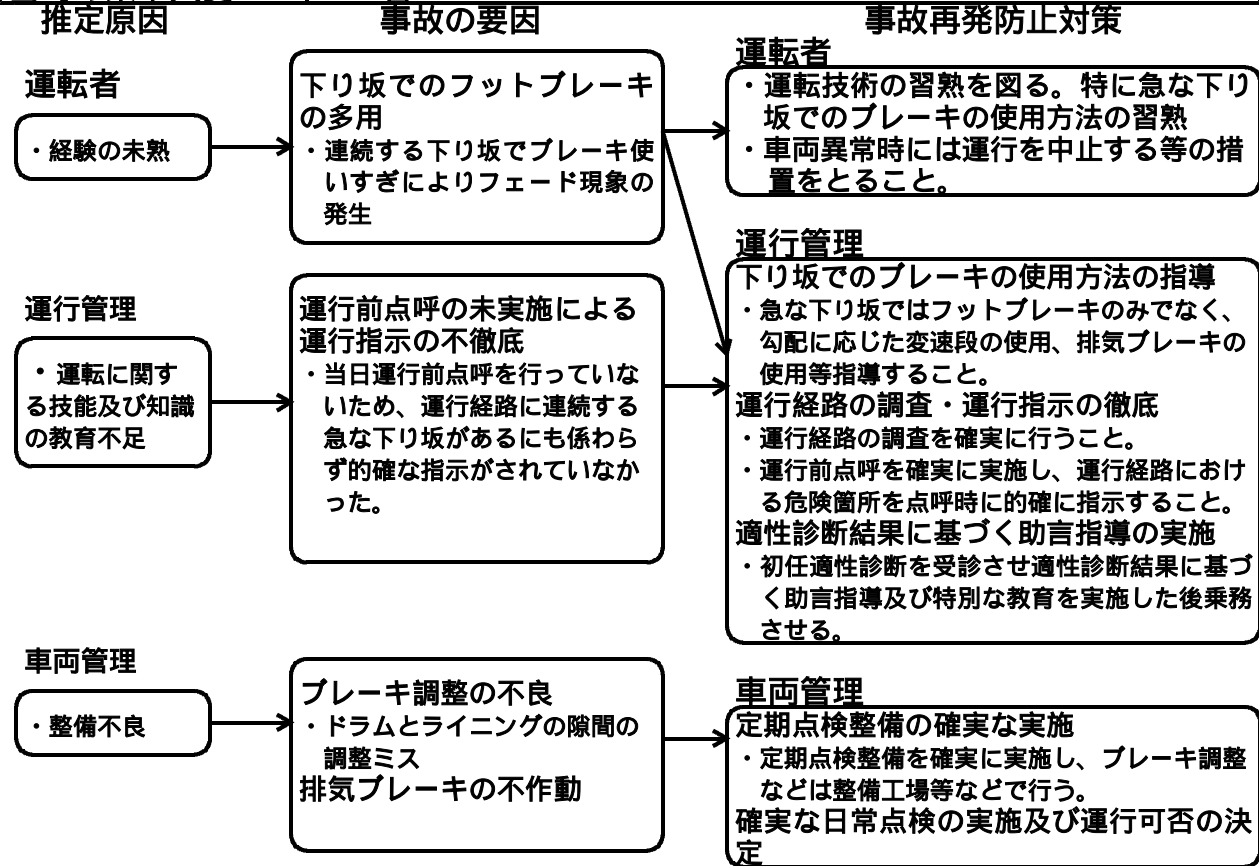 推定原因
事故の要因
事故再発防止対策
運転者
・経験の未熟
下り坂でのフットブレーキ
の多用
・連続する下り坂でブレーキ使
いすぎによりフェード現象の
発生
運転者
・運転技術の習熟を図る。特に急な下り
坂でのブレーキの使用方法の習熟
・車両異常時には運行を中止する等の措
置をとること。
運行管理
・運転に関す
る技能及び知識
の教育不足
運行前点呼の未実施による
運行指示の不徹底
・当日運行前点呼を行っていな
いため、運行経路に連続する
急な下り坂があるにも係わら
ず的確な指示がされていなか
った。
運行管理
下り坂でのブレーキの使用方法の指導
・急な下り坂ではフットブレーキのみでなく、
勾配に応じた変速段の使用、排気ブレーキの
使用等指導すること。
運行経路の調査・運行指示の徹底
・運行経路の調査を確実に行うこと。
・運行前点呼を確実に実施し、運行経路におけ
る危険箇所を点呼時に的確に指示すること。
適性診断結果に基づく助言指導の実施
・初任適性診断を受診させ適性診断結果に基づ
く助言指導及び特別な教育を実施した後乗務
させる。
車両管理
・整備不良
ブレーキ調整の不良
・ドラムとライニングの隙間の
調整ミス
排気ブレーキの不作動
車両管理
定期点検整備の確実な実施
・定期点検整備を確実に実施し、ブレーキ調整
などは整備工場等などで行う。
確実な日常点検の実施及び運行可否の決
定